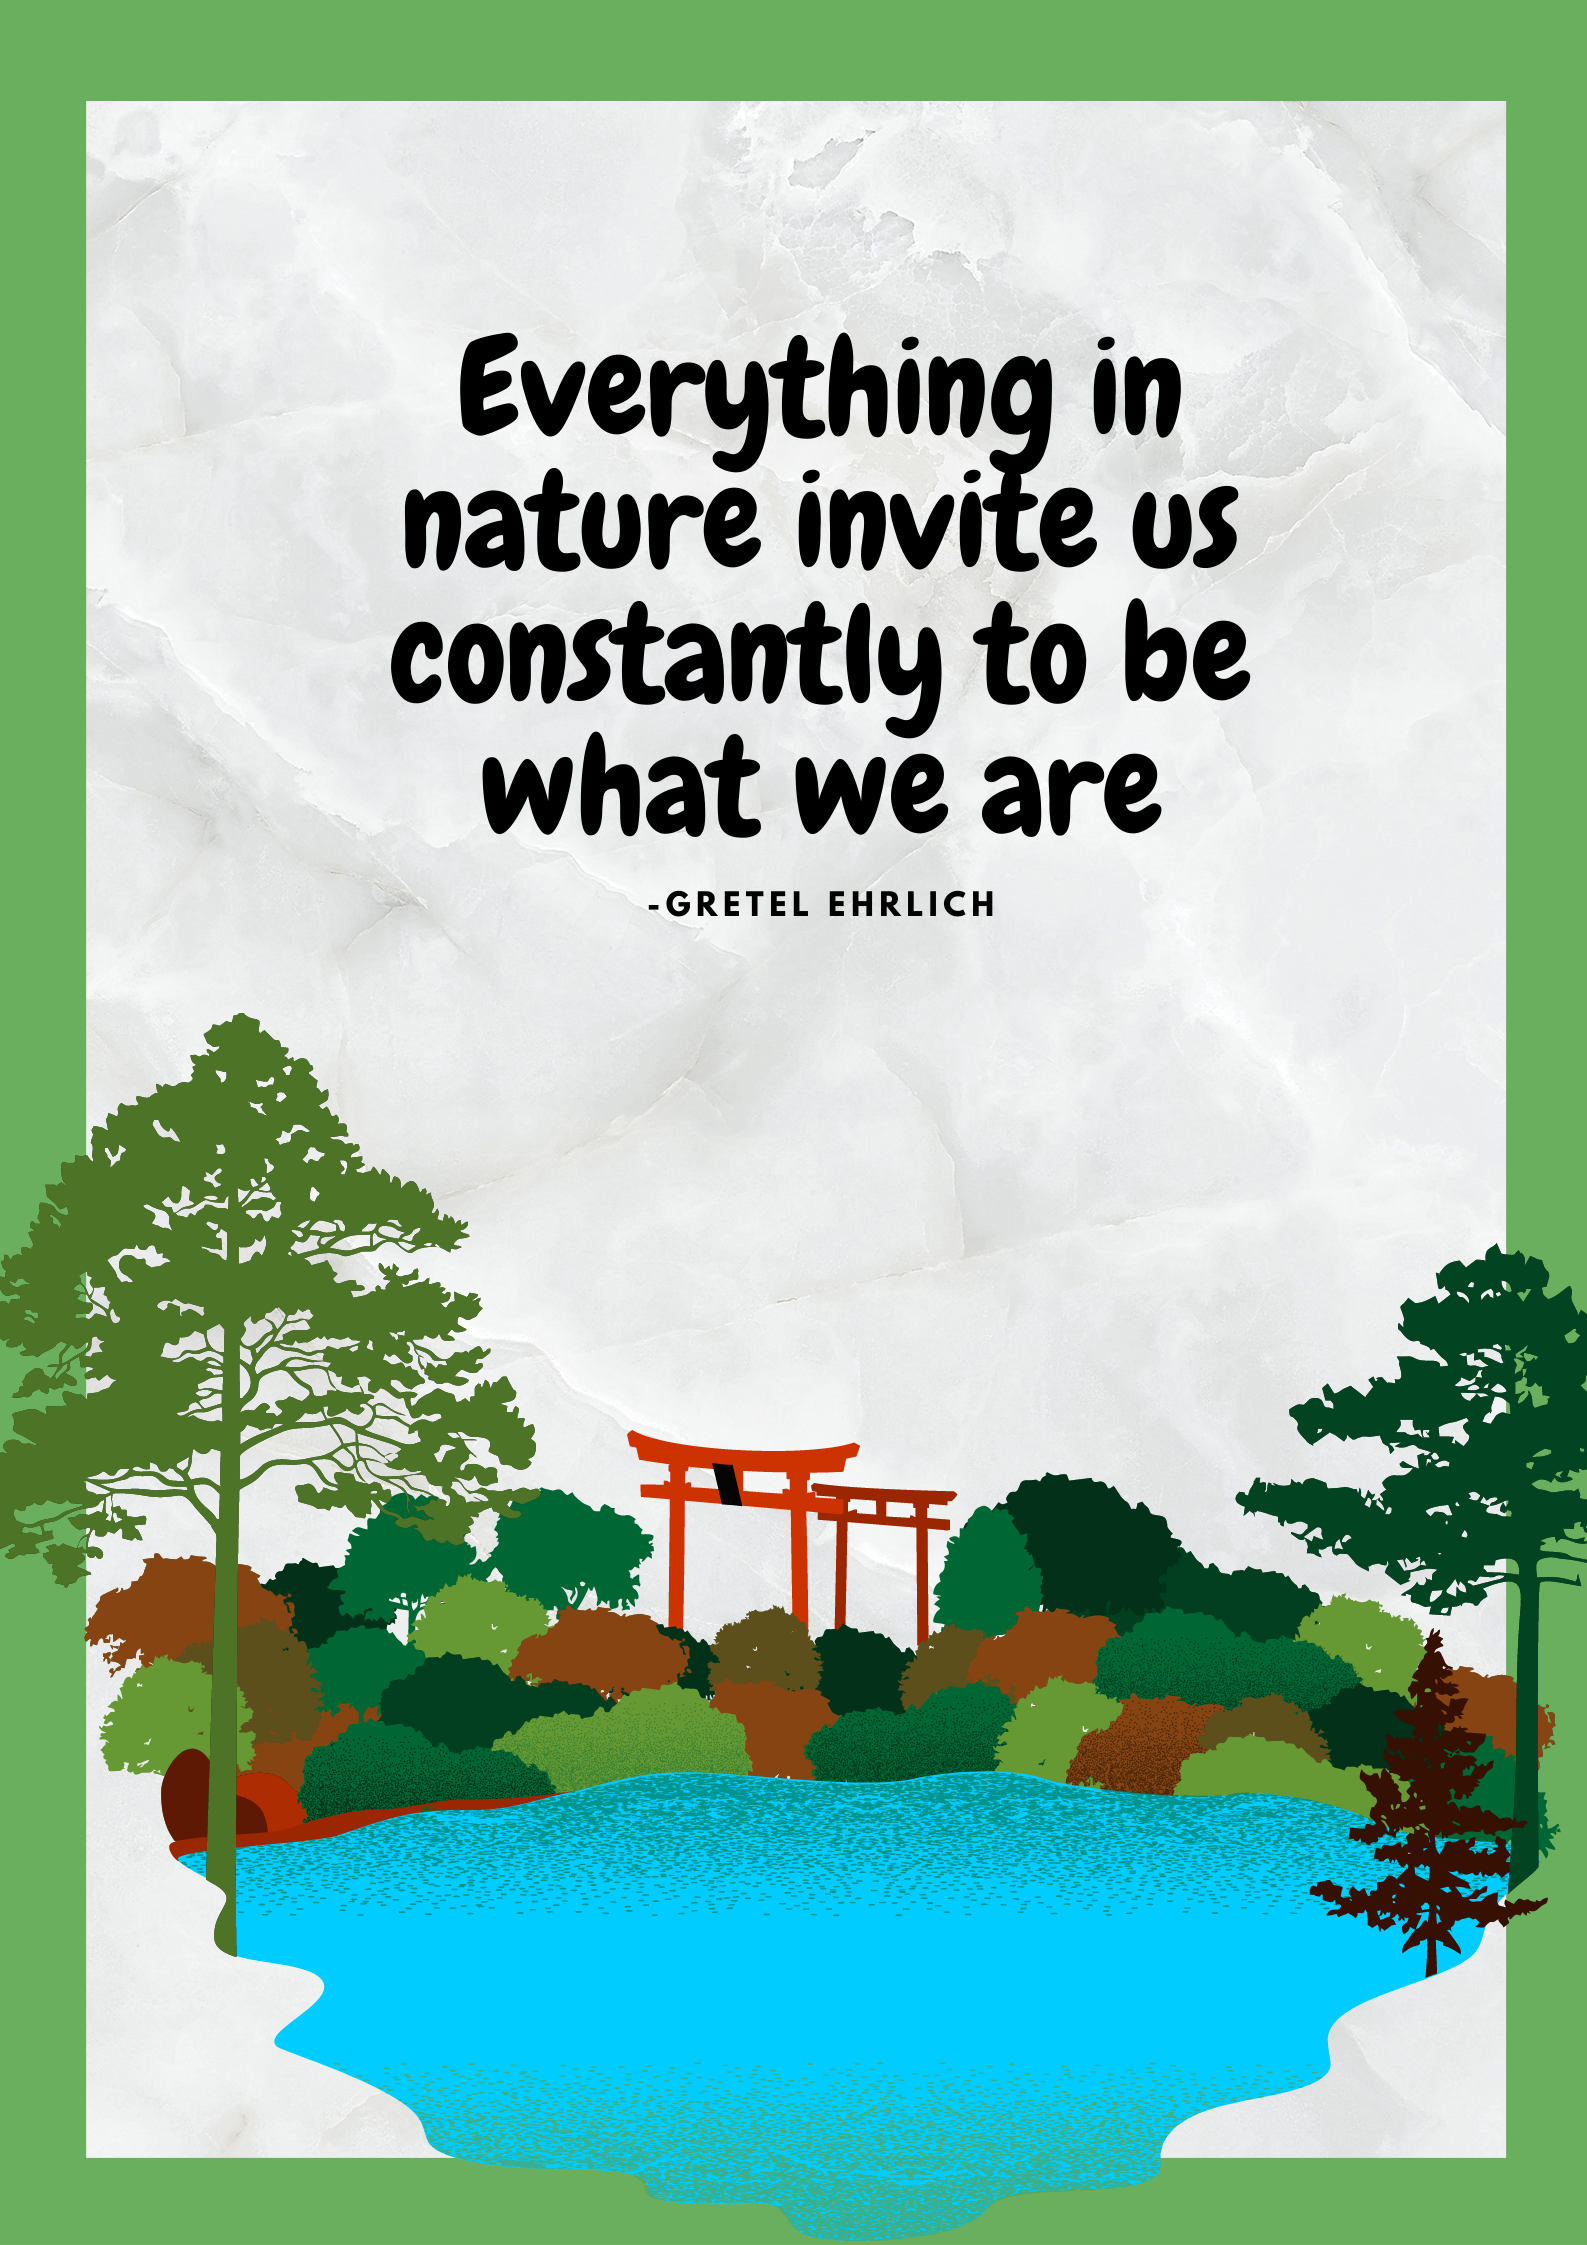 Everything in
nature invite us
constantly to be
what we are
-GRETEL EHRLICH